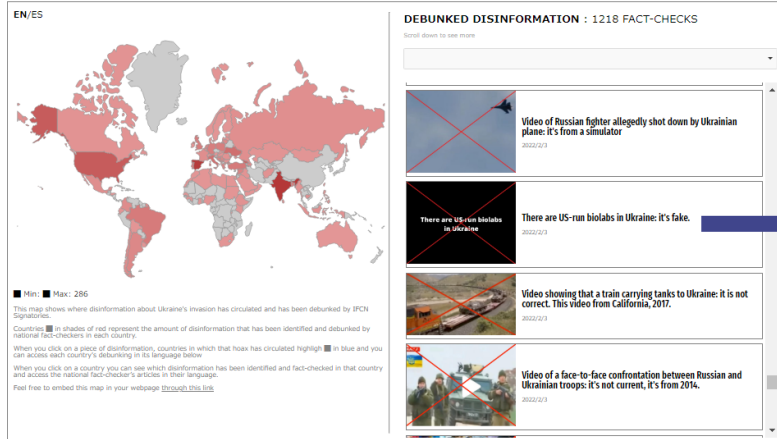 EN/ES
DEBUNKED DISINFORMATION : 1218 FACT-CHECKS
Scroll down to see more
Video of Russian fighter allegedly shot down by Ukrainian
plane: it's from a simulator
2022/2/3
There are US-run biolabs
in Ukraine
There are US-run biolabs in Ukraine: it's fake.
2022/2/3
Video showing that a train carrying tanks to Ukraine: it is not
correct. This video from California, 2017.
2022/2/3
Video of a face-to-face confrontation between Russian and
Ukrainian troops: it's not current, it's from 2014.
2022/2/3
Min: Max: 286
This map shows where disinformation about Ukraine's invasion has circulated and has been debunked by IFCN
Signatories.
Countries in shades of red represent the amount of disinformation that has been identified and debunked by
national fact-checkers in each country.
When you click on a piece of disinformation, countries in which that hoax has circulated highligh in blue and you
can access each country's debunking in its language below
When you click on a country you can see which disinformation has been identified and fact-checked in that country
and access the national fact-checker's articles in their language.
Feel free to embed this map in your webpage through this link